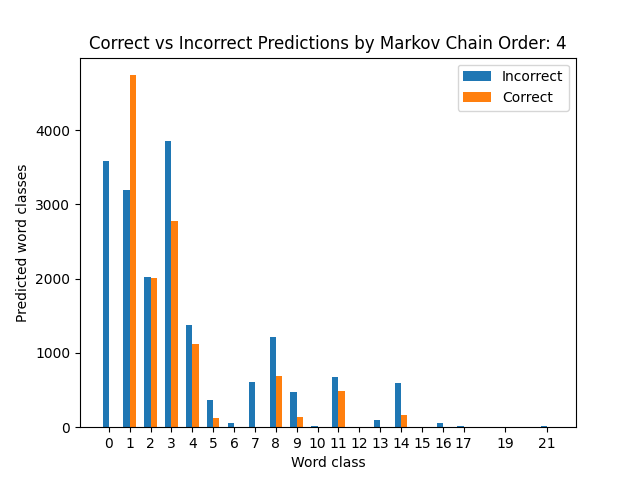 Correct vs Incorrect Predictions by Markov Chain Order: 4
Incorrect
Correct
4000
3000
2000
1000
0
Predicted word classes
0 1 2 3 4 5 6 7 8 9 10 11 12 13 14 15 16 17 19 21
Word class